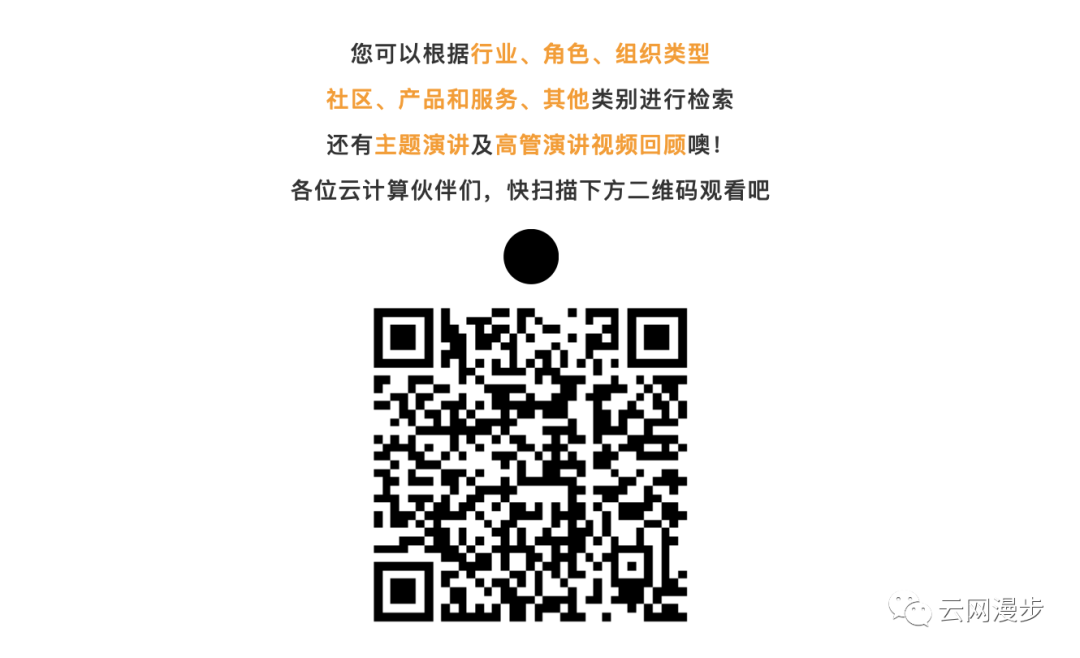 您可以根据行业、角色、组织类型
社区、产品和服务、其他类别进行检索
还有主题演讲及高管演讲视频回顾噢！
各位云计算伙伴们，快扫描下方二维码观看吧
云网漫步